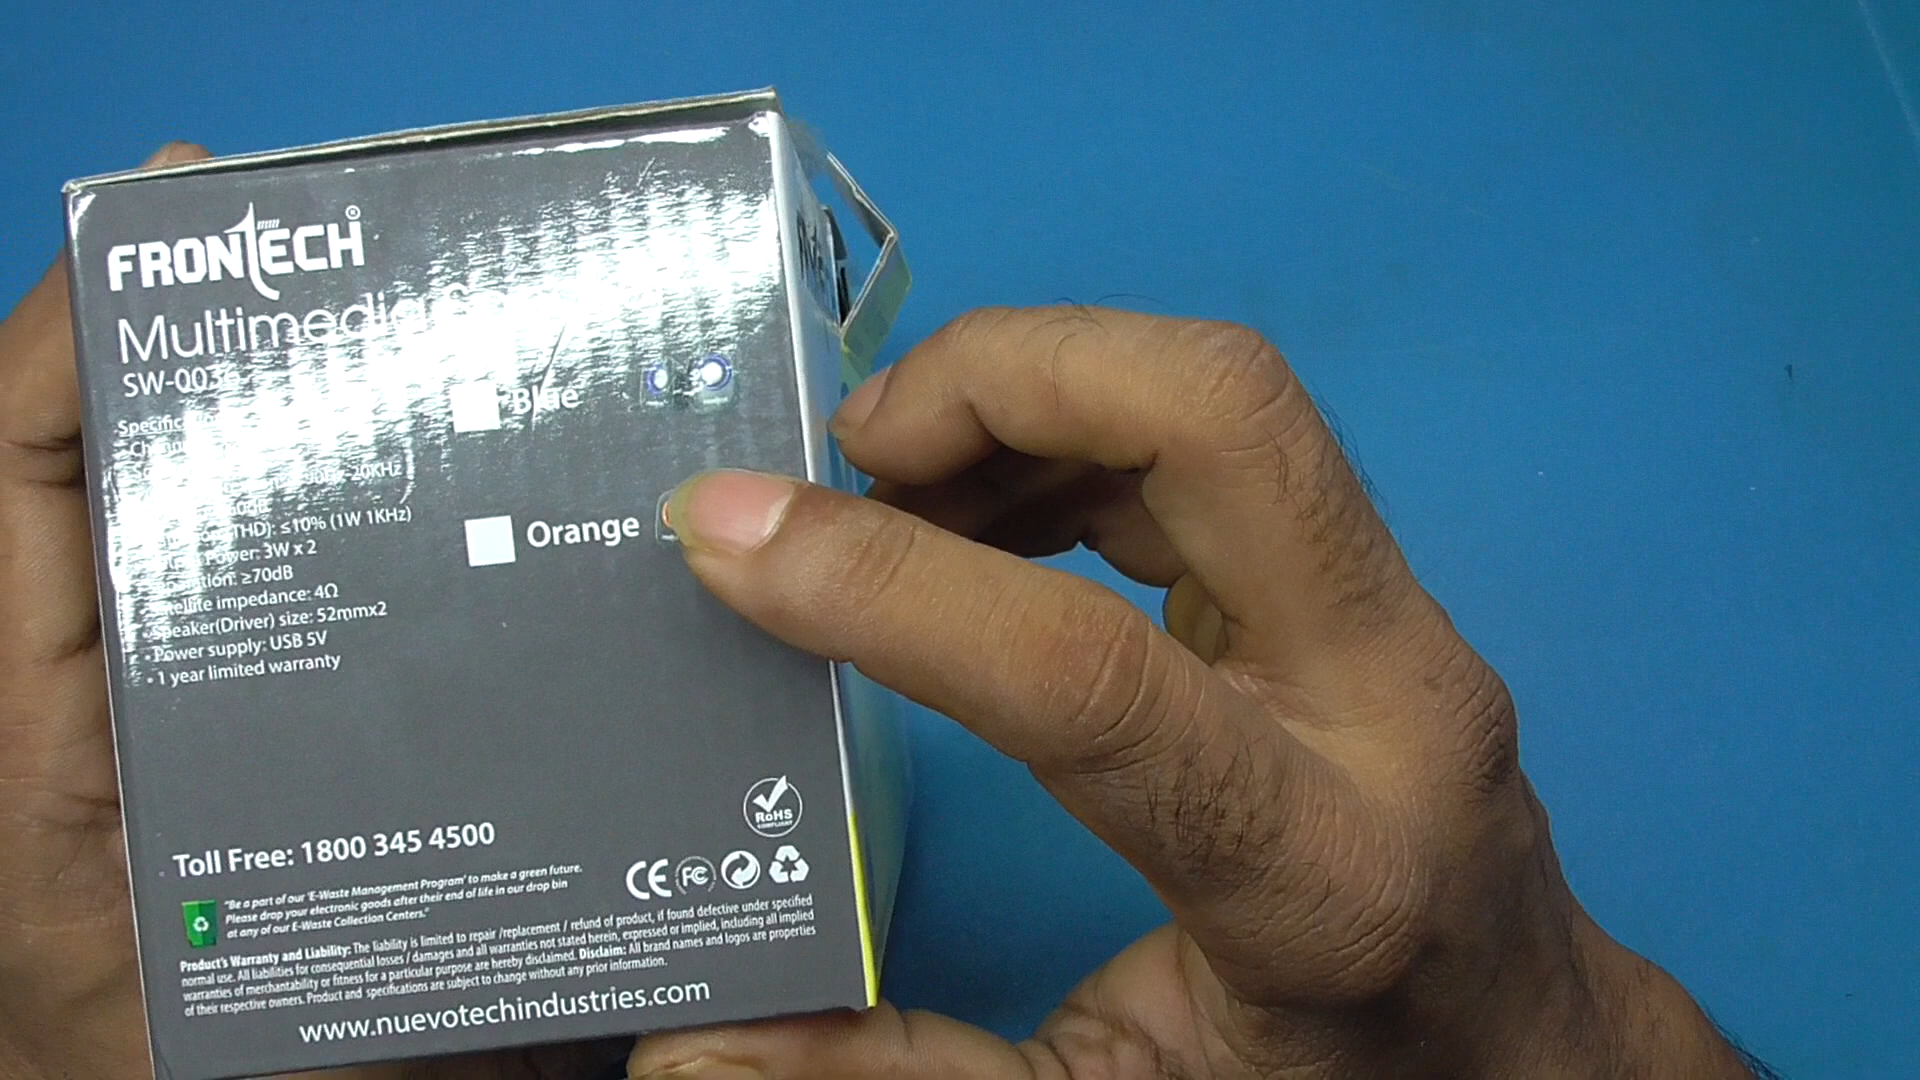 FRONTECH®
Multimedia
SW-0036
Blue
20KHz
(THD): ≤10% (1W 1KHz)
Power: 3W x 2
≥70dB
impedance: 4Ω
Speaker(Driver) size: 52mmx2
• Power supply: USB 5V
• 1 year limited warranty
Orange
RoHS
COMPLIANT
Toll Free: 1800 345 4500
CE FC
"Be a part of our 'E-Waste Management Program' to make a green future.
Please drop your electronic goods after their end of life in our drop bin
at any of our E-Waste Collection Centers."
Product's Warranty and Liability: The liability is limited to repair /replacement / refund of product, if found defective under specified
normal use. All liabilities for consequential losses / damages and all warranties not stated herein, expressed or implied, including all implied
warranties of merchantability or fitness for a particular purpose are hereby disclaimed. Disclaim: All brand names and logos are properties
of their respective owners. Product and specifications are subject to change without any prior information.
www.nuevotechindustries.com